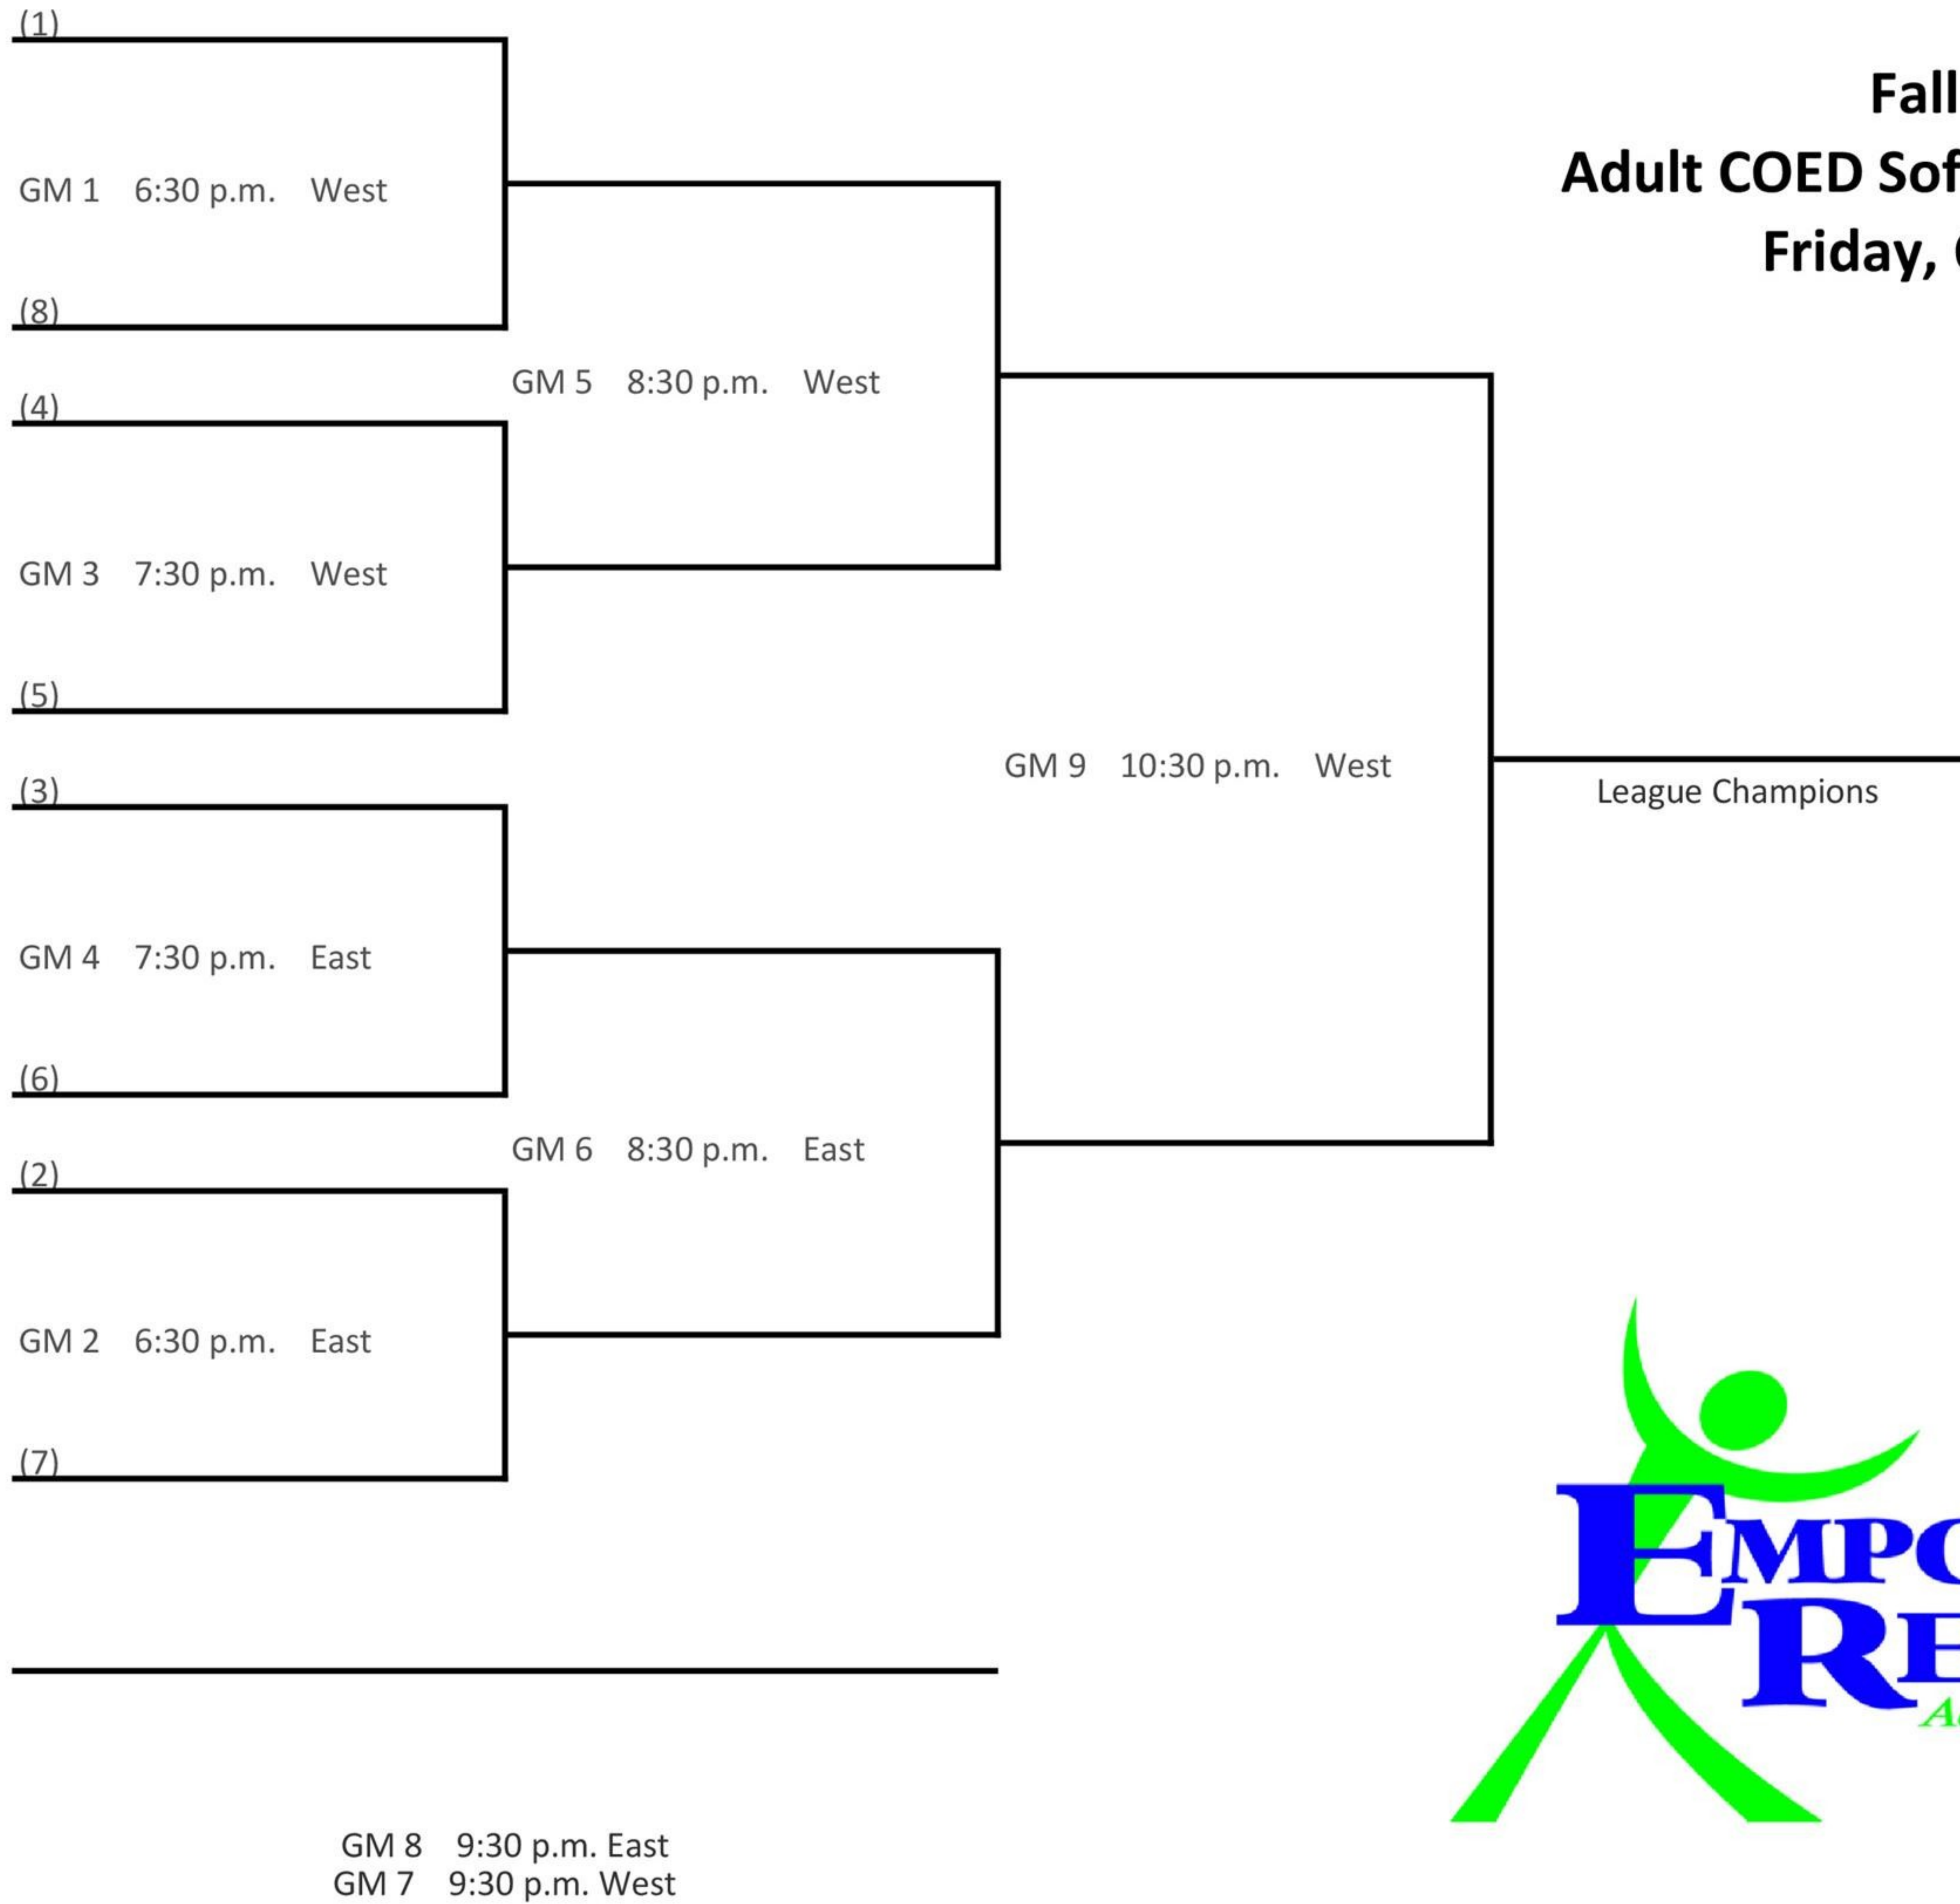 (1)
Fall
Adult COED Sof
Friday,
GM 1 6:30 p.m. West
(8)
GM 5 8:30 p.m. West
(4)
GM 3 7:30 p.m. West
(5)
GM 9 10:30 p.m. West
League Champions
(3)
GM 4 7:30 p.m. East
(6)
GM 6 8:30 p.m. East
(2)
GM 2 6:30 p.m. East
(7)
EMPO
RE
GM 8 9:30 p.m. East
GM 7 9:30 p.m. West